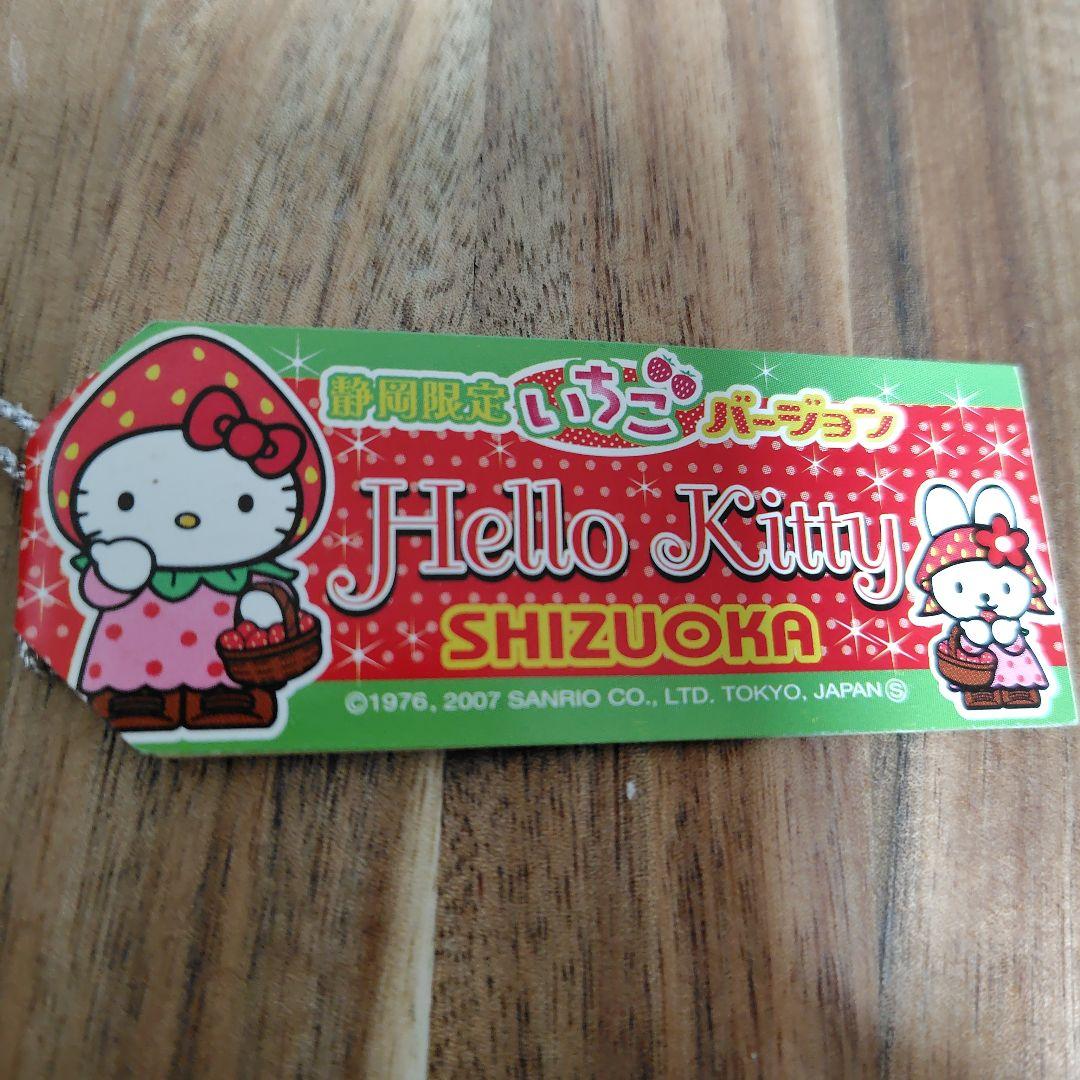 静岡限定 いちご バージョン
Hello Kitty
SHIZUOKA
©1976, 2007 SANRIO CO., LTD. TOKYO, JAPAN Ⓢ